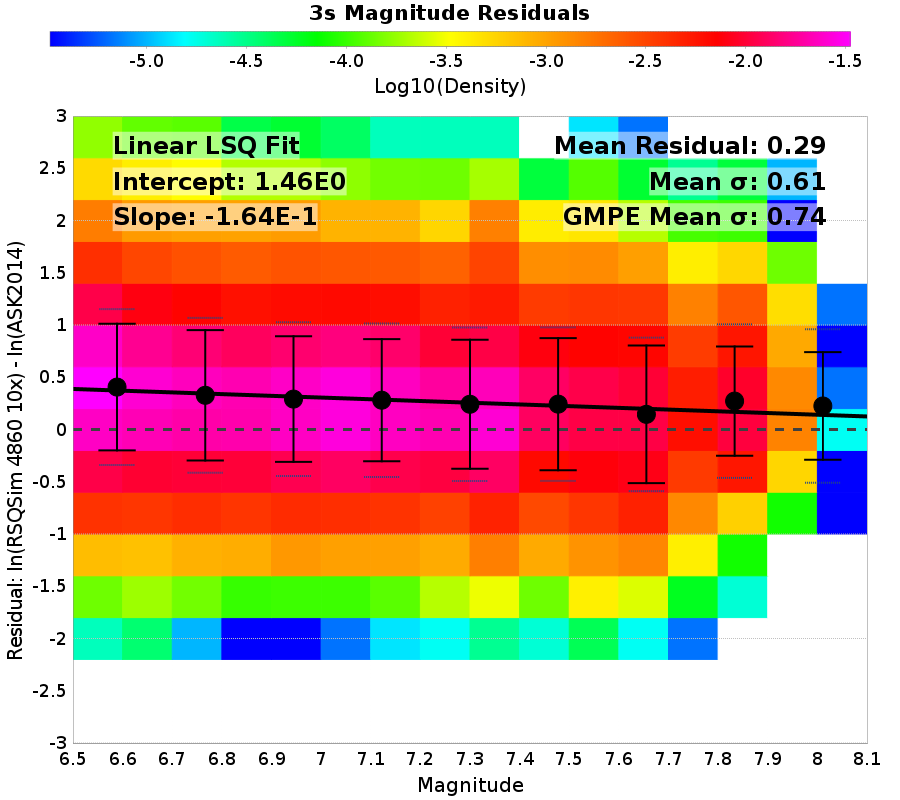 3s Magnitude Residuals
-5.0 -4.5 -4.0 -3.5 -3.0 -2.5 -2.0 -1.5
Log10(Density)
Linear LSQ Fit
Intercept: 1.46E0
Slope: -1.64E-1
Mean Residual: 0.29
Mean σ: 0.61
GMPE Mean σ: 0.74
Residual: ln(RSQSim 4860 10x) - ln(ASK2014)
3
2.5
2
1.5
1
0.5
0
-0.5
-1
-1.5
-2
-2.5
-3
6.5 6.6 6.7 6.8 6.9 7 7.1 7.2 7.3 7.4 7.5 7.6 7.7 7.8 7.9 8 8.1
Magnitude